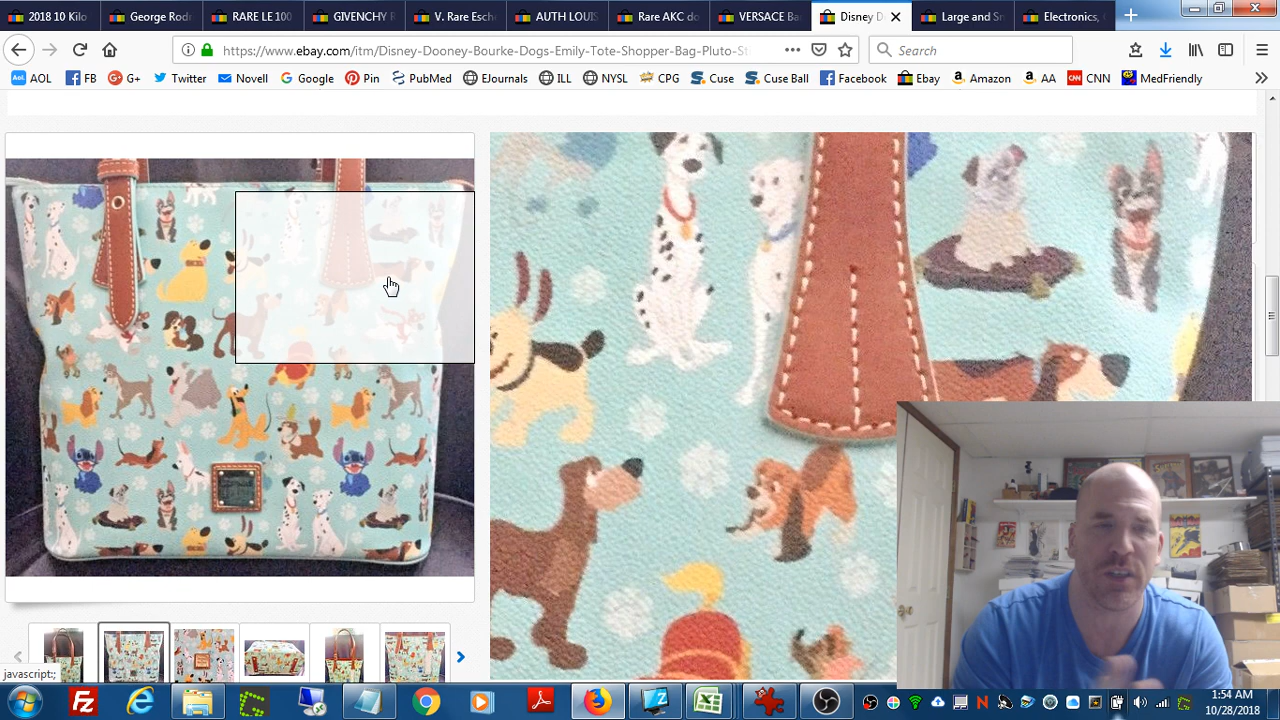 2018 10 Kilo
George Rod
RARE LE 100
GIVENCHY
V. Rare Esch
AUTH LOUIS
Rare AKC do
VERSACE Ba
Disney D
Large and Sm
Electronics,
https://www.ebay.com/itm/Disney-Dooney-Bourke-Dogs-Emily-Tote-Shopper-Bag-Pluto-St
Search
AOL
FB
G+
Twitter
Novell
Google
Pin
PubMed
EJournals
ILL
NYSL
CPG
Cuse
Cuse Ball
Facebook
Ebay
Amazon
AA
CNN
MedFriendly
javascript:;
1:54 AM
10/28/2018